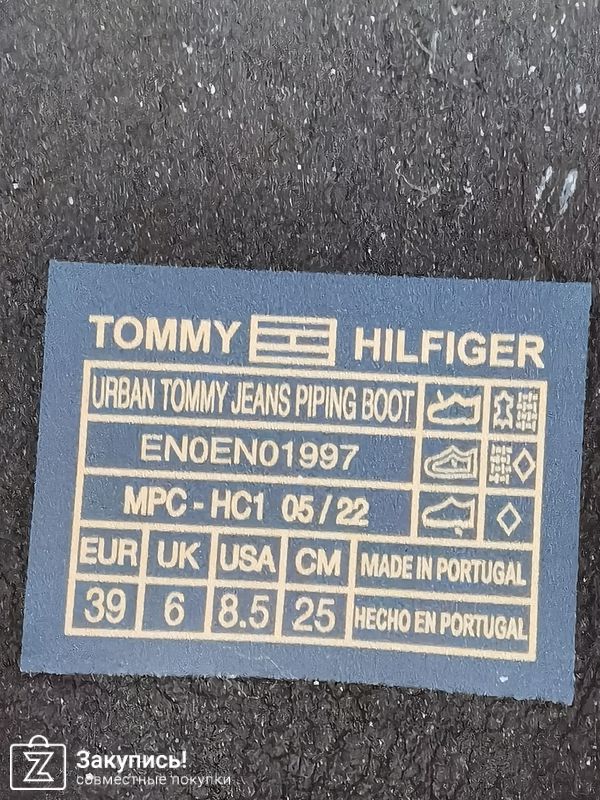 TOMMY HILFIGER
URBAN TOMMY JEANS PIPING BOOT
EN0EN01997
MPC - HC1 05/22
EUR UK USA CM MADE IN PORTUGAL
39 6 8.5 25 HECHO EN PORTUGAL
Z Закупись!
совместные покупки